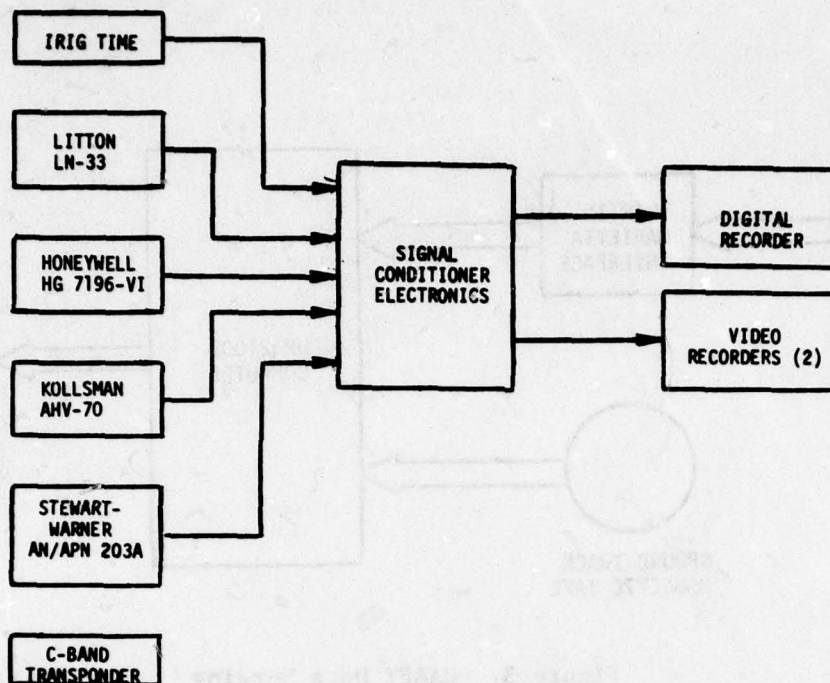 IRIG TIME
LITTON
LN-33
HONEYWELL
HG 7196-VI
KOLLSMAN
AHV-70
STEWART-
WARNER
AN/APN 203A
C-BAND
TRANSPONDER
SIGNAL
CONDITIONER
ELECTRONICS
DIGITAL
RECORDER
VIDEO
RECORDERS (2)